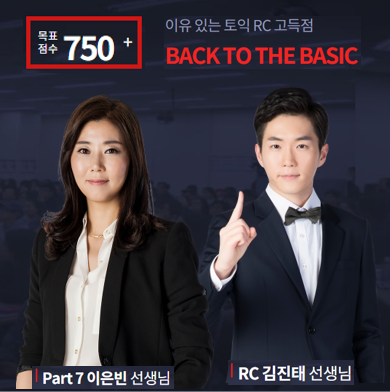 목표
점수 750+
이유 있는 토익 RC 고득점
BACK TO THE BASIC
Part 7 이은빈 선생님
RC 김진태 선생님